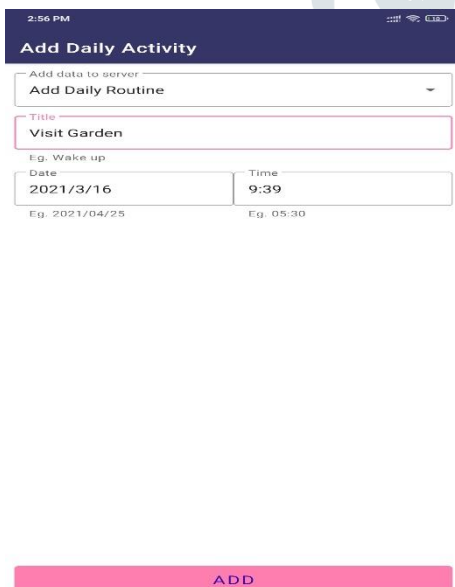 2:56 PM
Add Daily Activity
Add data to server
Add Daily Routine
Title
Visit Garden
Eg. Wake up
Date Time
2021/3/16 9:39
Eg. 2021/04/25 Eg. 05:30
ADD